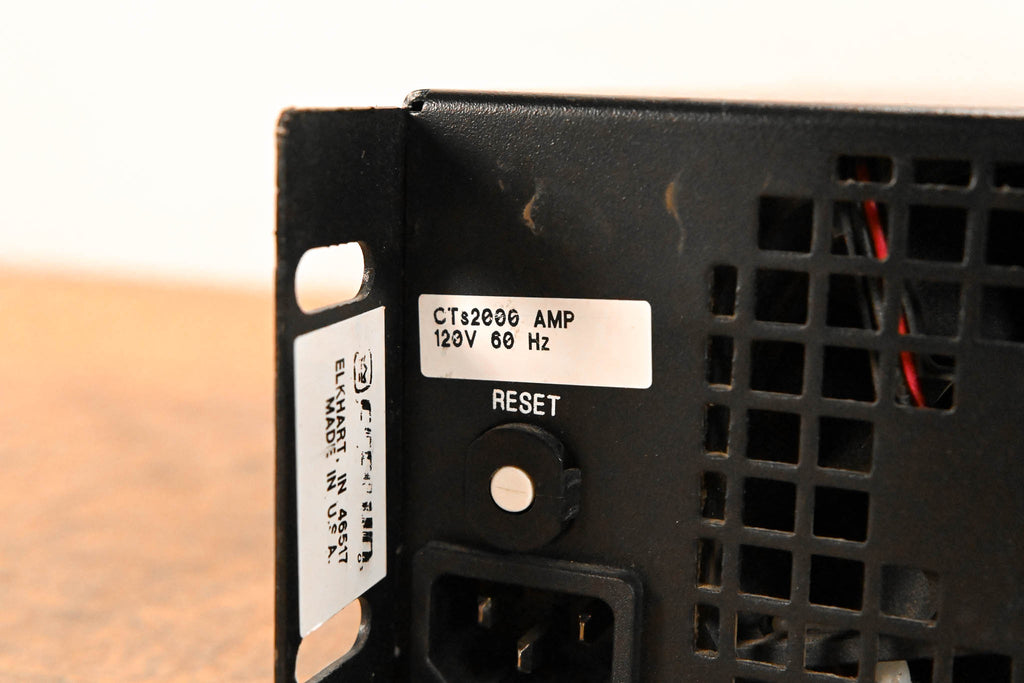 CTs2000 AMP
120V 60 Hz
RESET
ELKHART, IN 46517
MADE IN U.S.A.